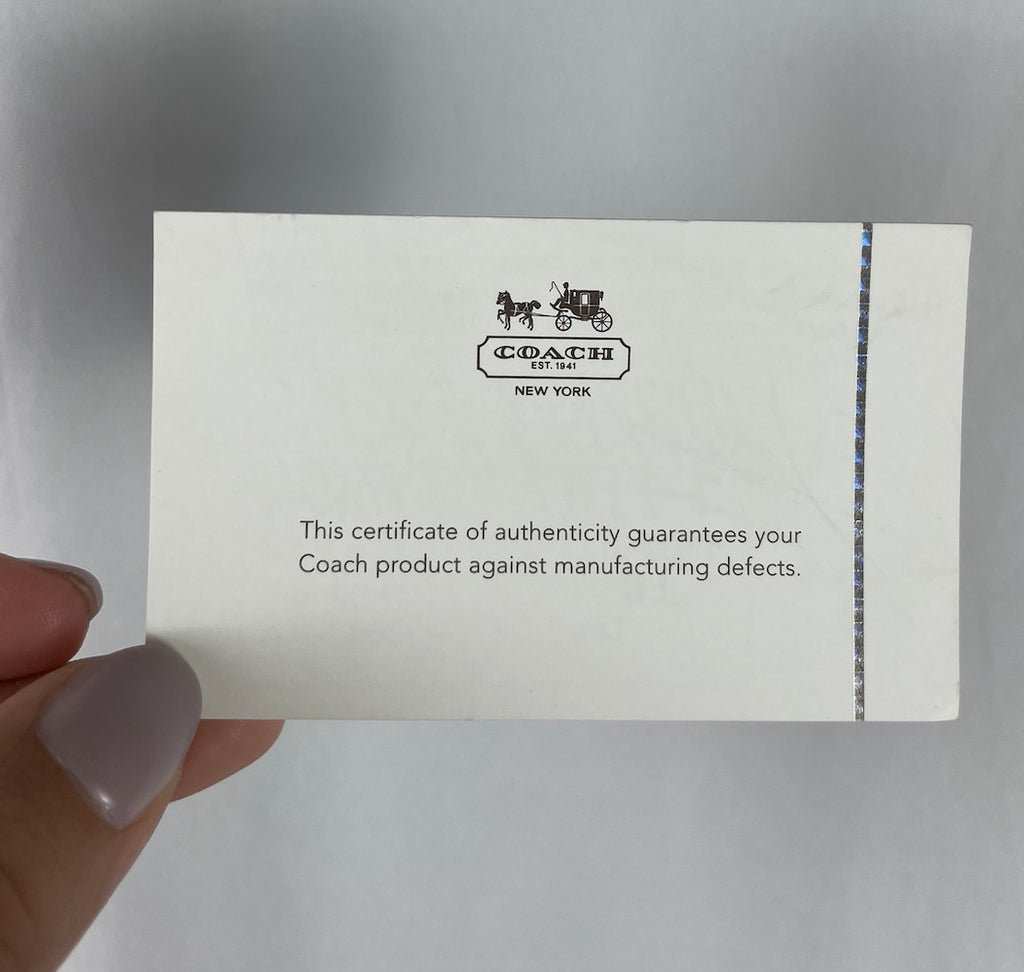 COACH
EST. 1941
NEW YORK
This certificate of authenticity guarantees your
Coach product against manufacturing defects.